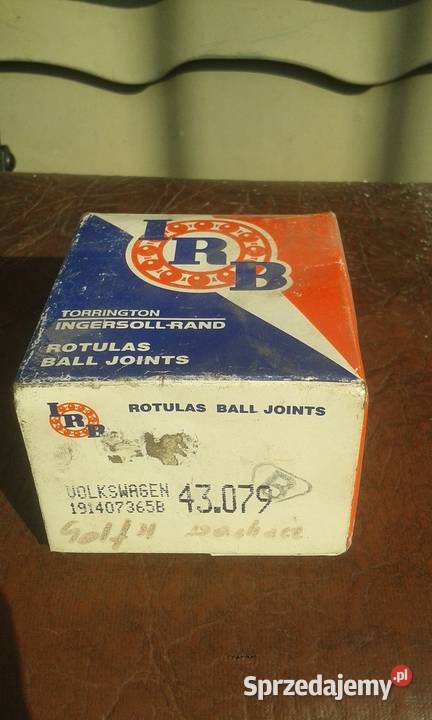 IRB
TORRINGTON
INGERSOLL-RAND
ROTULAS
BALL JOINTS
IRB
ROTULAS BALL JOINTS
VOLKSWAGEN
191407365B
43.079
B
Sprzedajemy.pl